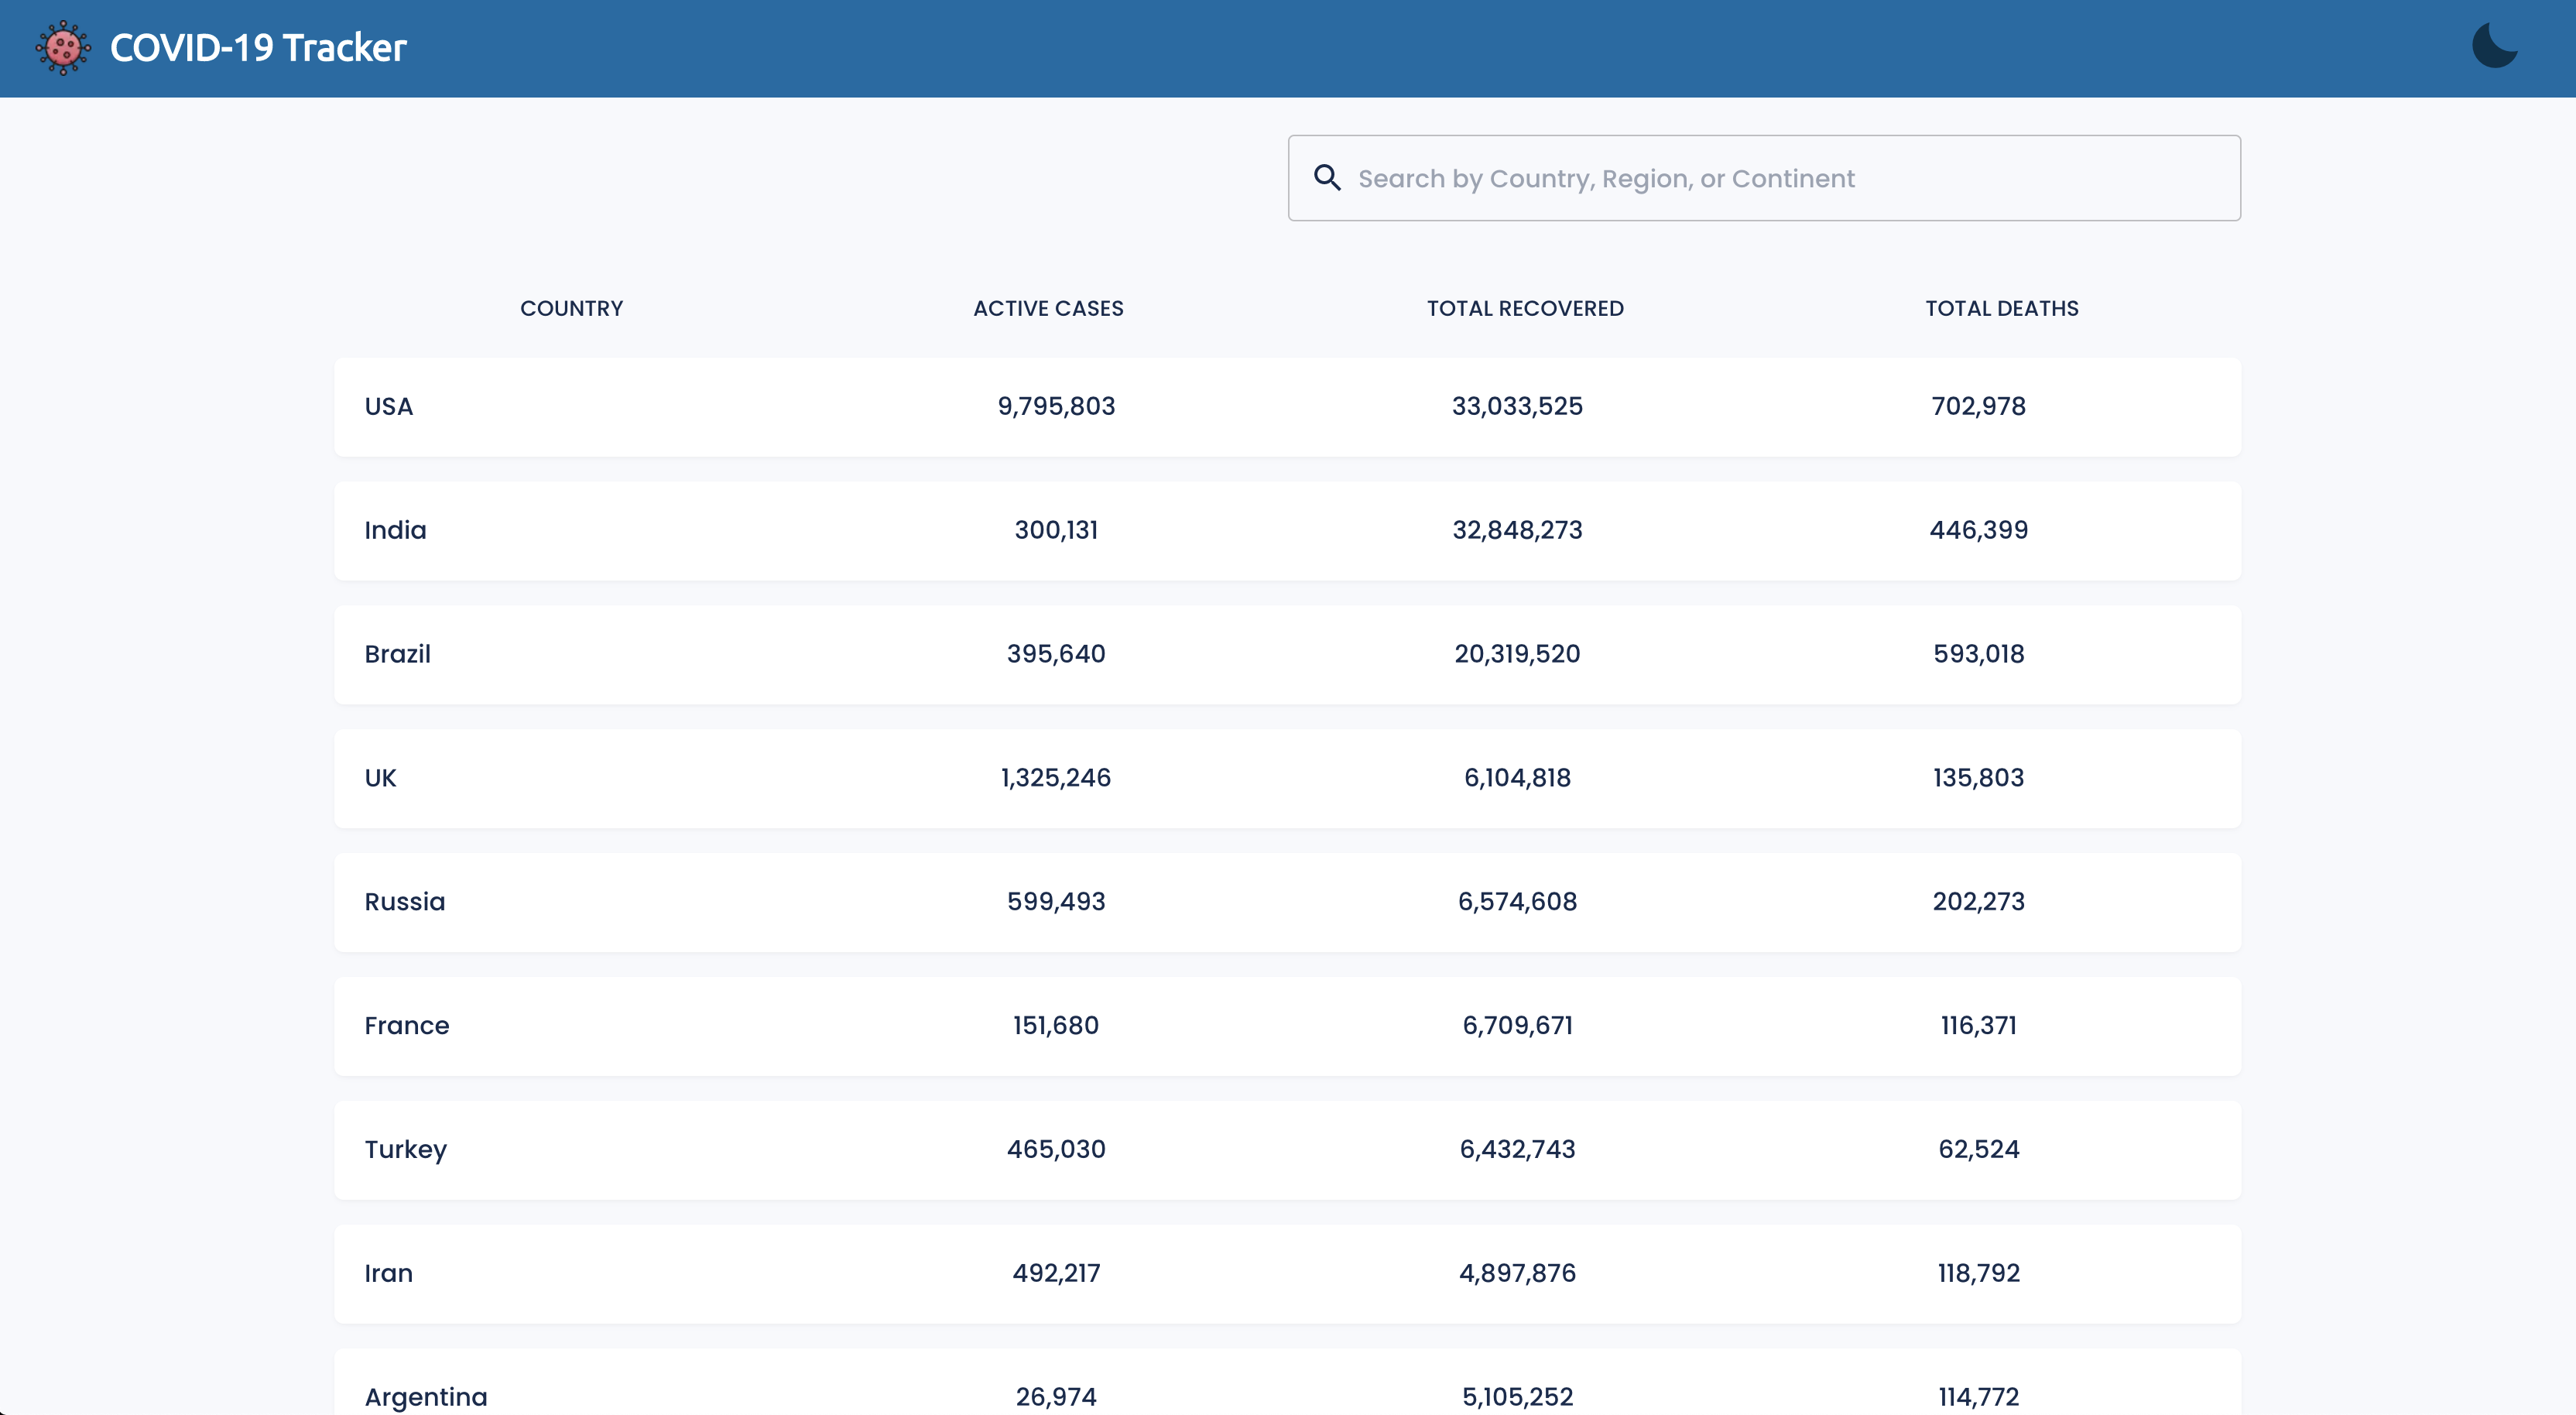 COVID-19 Tracker
Search by Country, Region, or Continent
COUNTRY ACTIVE CASES TOTAL RECOVERED TOTAL DEATHS
USA 9,795,803 33,033,525 702,978
India 300,131 32,848,273 446,399
Brazil 395,640 20,319,520 593,018
UK 1,325,246 6,104,818 135,803
Russia 599,493 6,574,608 202,273
France 151,680 6,709,671 116,371
Turkey 465,030 6,432,743 62,524
Iran 492,217 4,897,876 118,792
Argentina 26,974 5,105,252 114,772